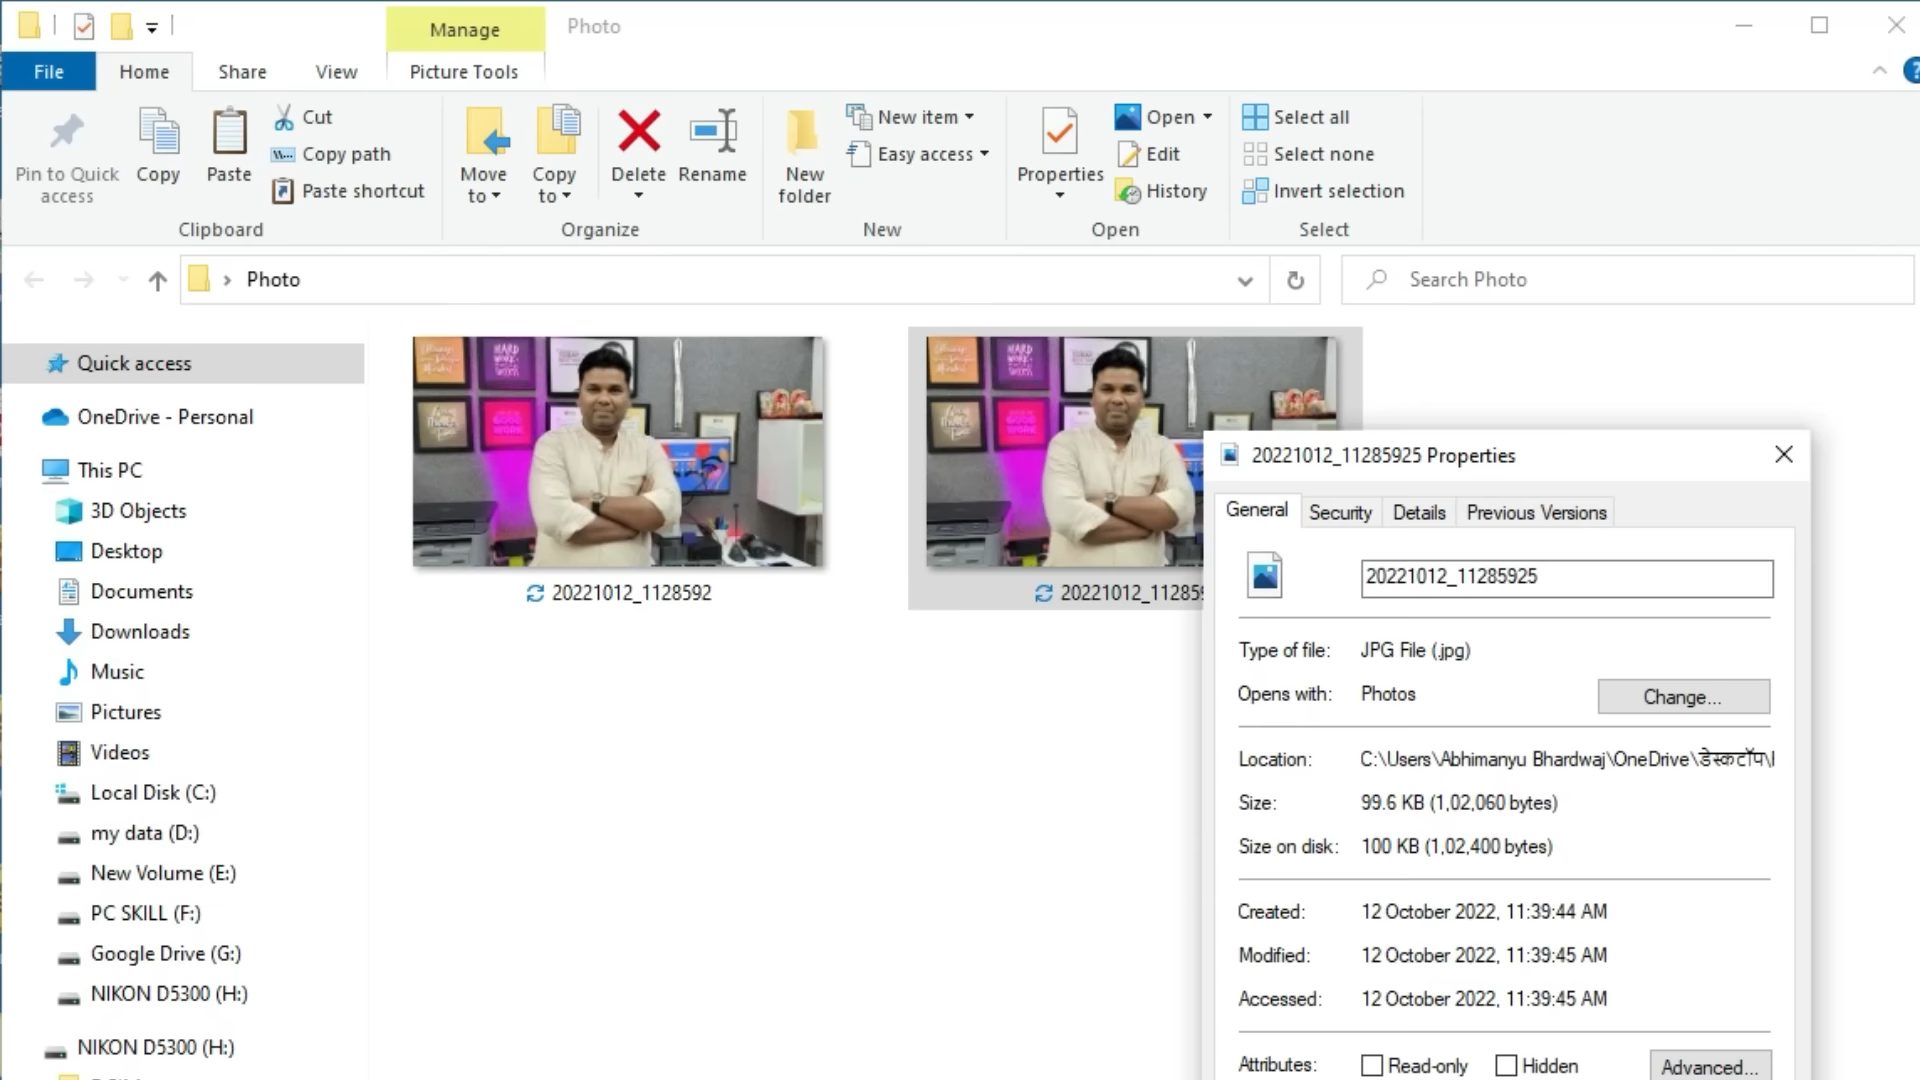 Manage
Photo
File
Home
Share
View
Picture Tools
Pin to Quick access
Copy
Paste
Cut
Copy path
Paste shortcut
Clipboard
Move to
Copy to
Delete
Rename
Organize
New folder
New item
Easy access
New
Properties
Open
Edit
History
Open
Select all
Select none
Invert selection
Select
Photo
Search Photo
Quick access
OneDrive - Personal
This PC
3D Objects
Desktop
Documents
Downloads
Music
Pictures
Videos
Local Disk (C:)
my data (D:)
New Volume (E:)
PC SKILL (F:)
Google Drive (G:)
NIKON D5300 (H:)
NIKON D5300 (H:)
HARD WORK
20221012_1128592
20221012_11285
20221012_11285925 Properties
General
Security
Details
Previous Versions
20221012_11285925
Type of file: JPG File (.jpg)
Opens with: Photos
Change...
Location: C:\Users\Abhimanyu Bhardwaj\OneDrive\डेस्कटॉप\
Size: 99.6 KB (1,02,060 bytes)
Size on disk: 100 KB (1,02,400 bytes)
Created: 12 October 2022, 11:39:44 AM
Modified: 12 October 2022, 11:39:45 AM
Accessed: 12 October 2022, 11:39:45 AM
Attributes: Read-only Hidden
Advanced...